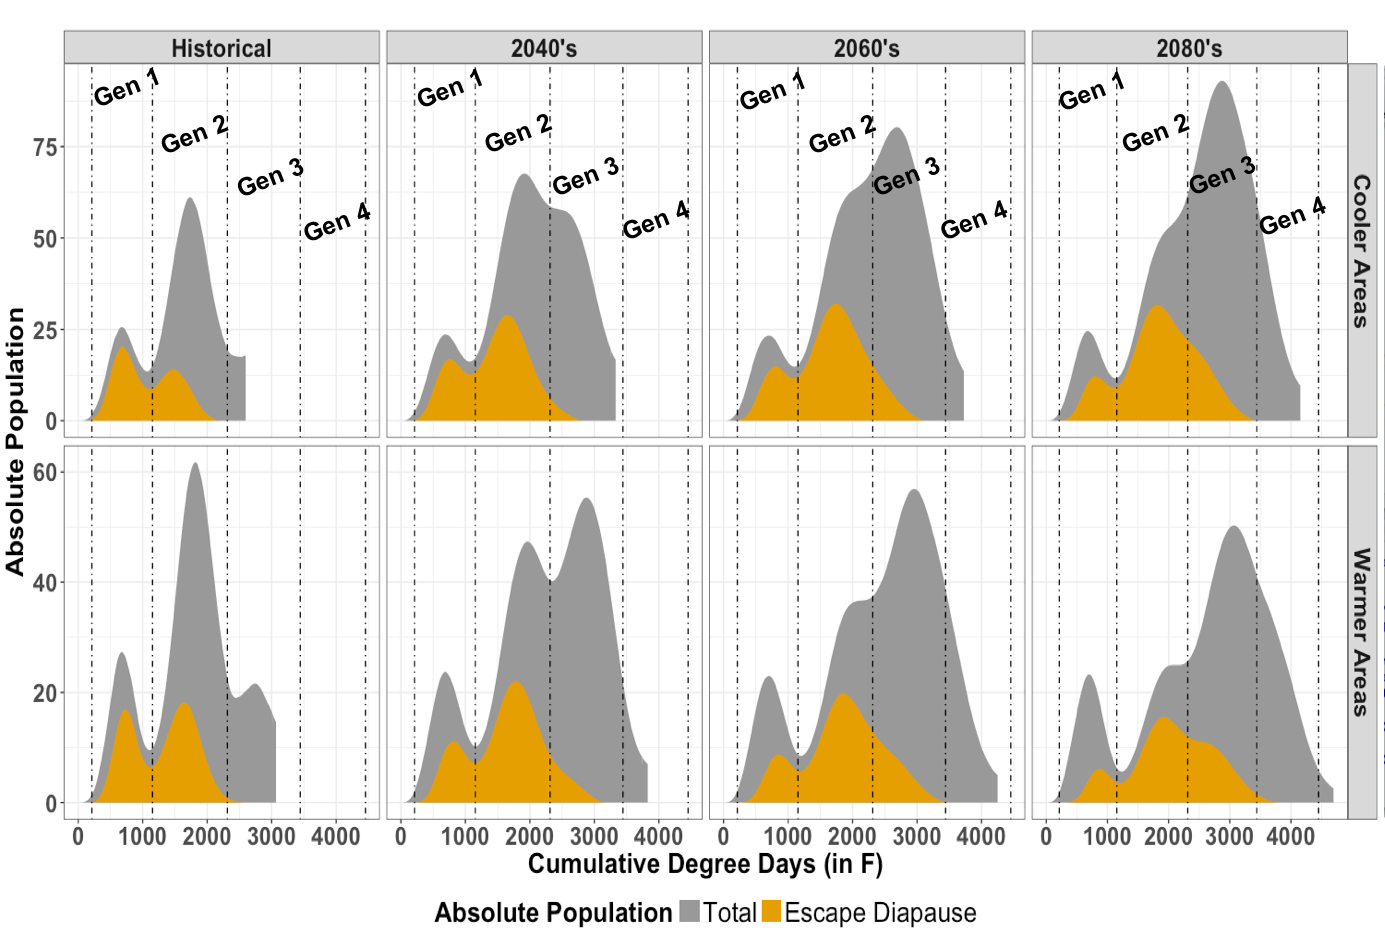 Historical
2040's
2060's
2080's
Gen 1
Gen 2
Gen 3
Gen 4
Gen 1
Gen 2
Gen 3
Gen 4
Gen 1
Gen 2
Gen 3
Gen 4
Gen 1
Gen 2
Gen 3
Gen 4
75
50
25
0
Cooler Areas
Absolute Population
60
40
20
0
Warmer Areas
0 1000 2000 3000 4000
0 1000 2000 3000 4000
0 1000 2000 3000 4000
0 1000 2000 3000 4000
Cumulative Degree Days (in F)
Absolute Population Total Escape Diapause